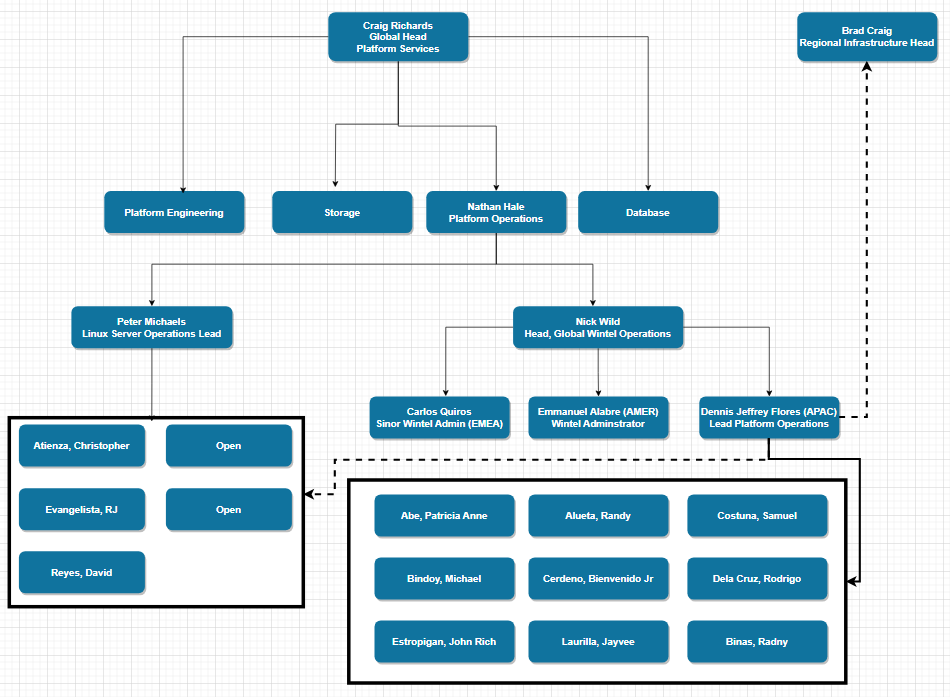 Craig Richards
Global Head
Platform Services
Brad Craig
Regional Infrastructure Head
Platform Engineering
Storage
Nathan Hale
Platform Operations
Database
Peter Michaels
Linux Server Operations Lead
Nick Wild
Head, Global Wintel Operations
Carlos Quiros
Sinor Wintel Admin (EMEA)
Emmanuel Alabre (AMER)
Wintel Adminstrator
Dennis Jeffrey Flores (APAC)
Lead Platform Operations
Atienza, Christopher
Open
Evangelista, RJ
Open
Reyes, David
Abe, Patricia Anne
Alueta, Randy
Costuna, Samuel
Bindoy, Michael
Cerdeno, Bienvenido Jr
Dela Cruz, Rodrigo
Estropigan, John Rich
Laurilla, Jayvee
Binas, Radny